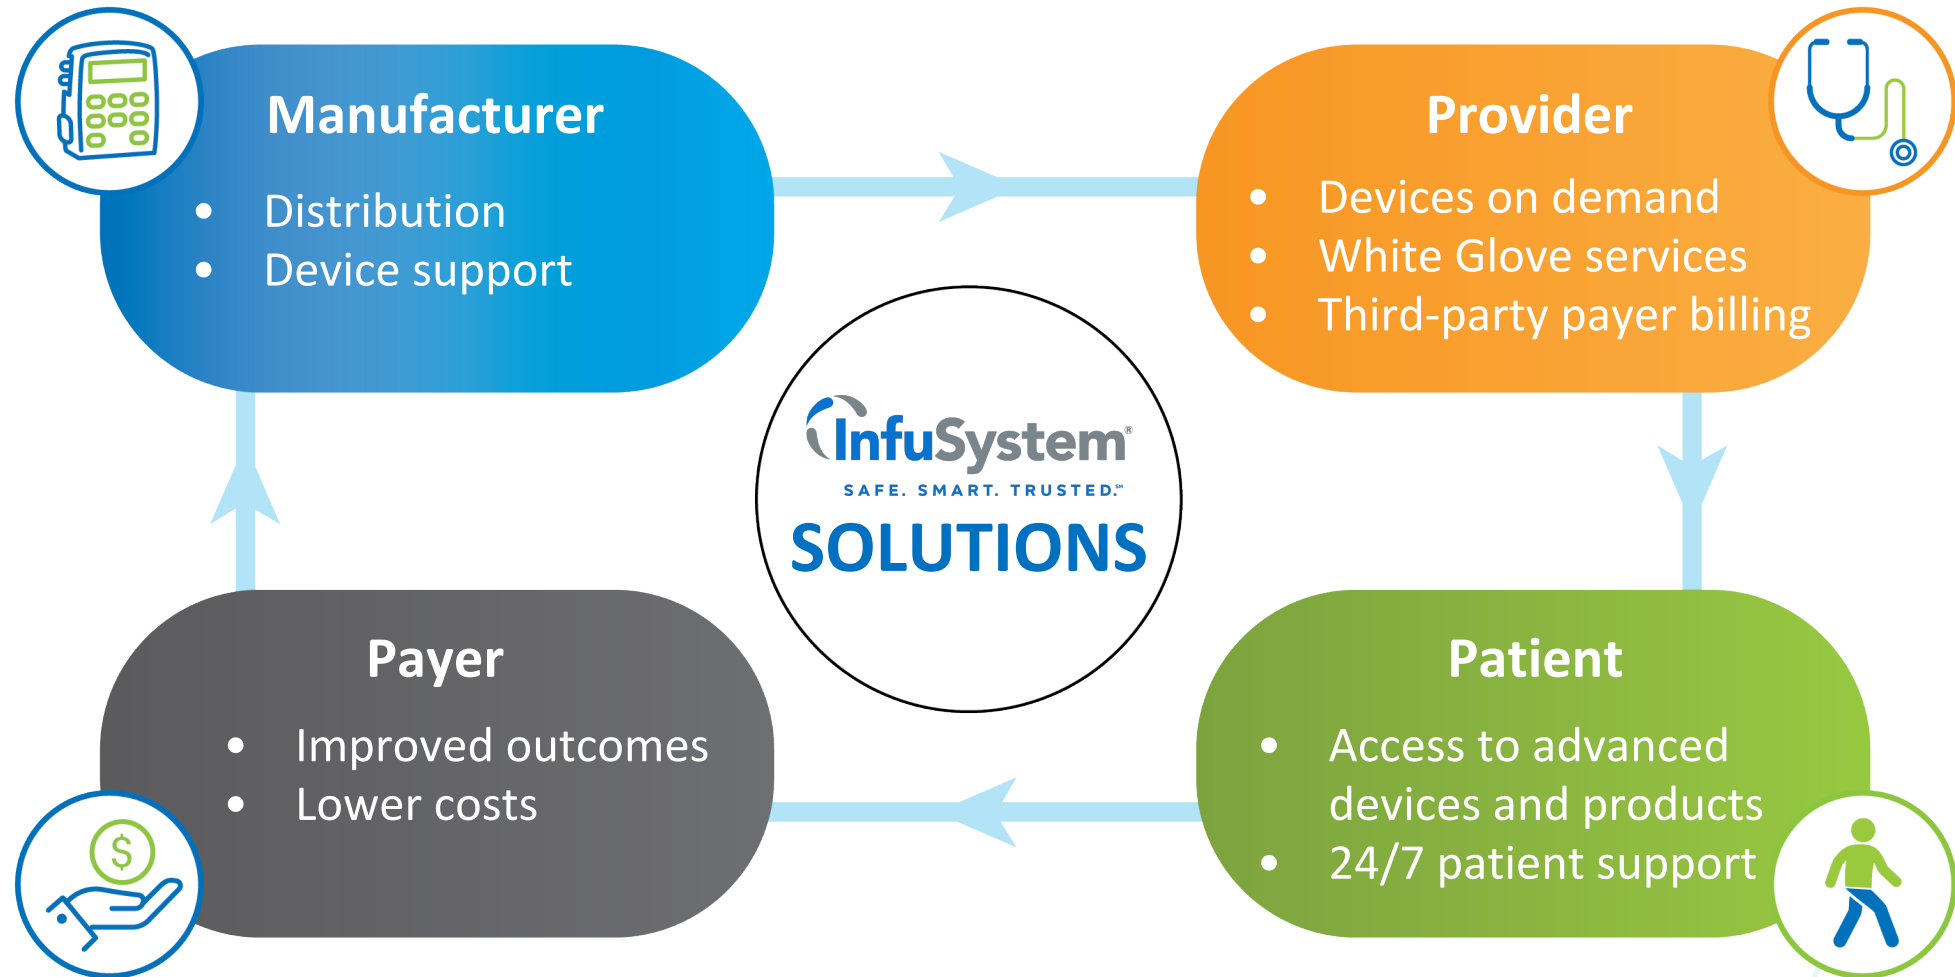 Manufacturer
• Distribution
• Device support
Provider
• Devices on demand
• White Glove services
• Third-party payer billing
InfuSystem®
SAFE. SMART. TRUSTED.℠
SOLUTIONS
Payer
• Improved outcomes
• Lower costs
$
Patient
• Access to advanced
devices and products
• 24/7 patient support